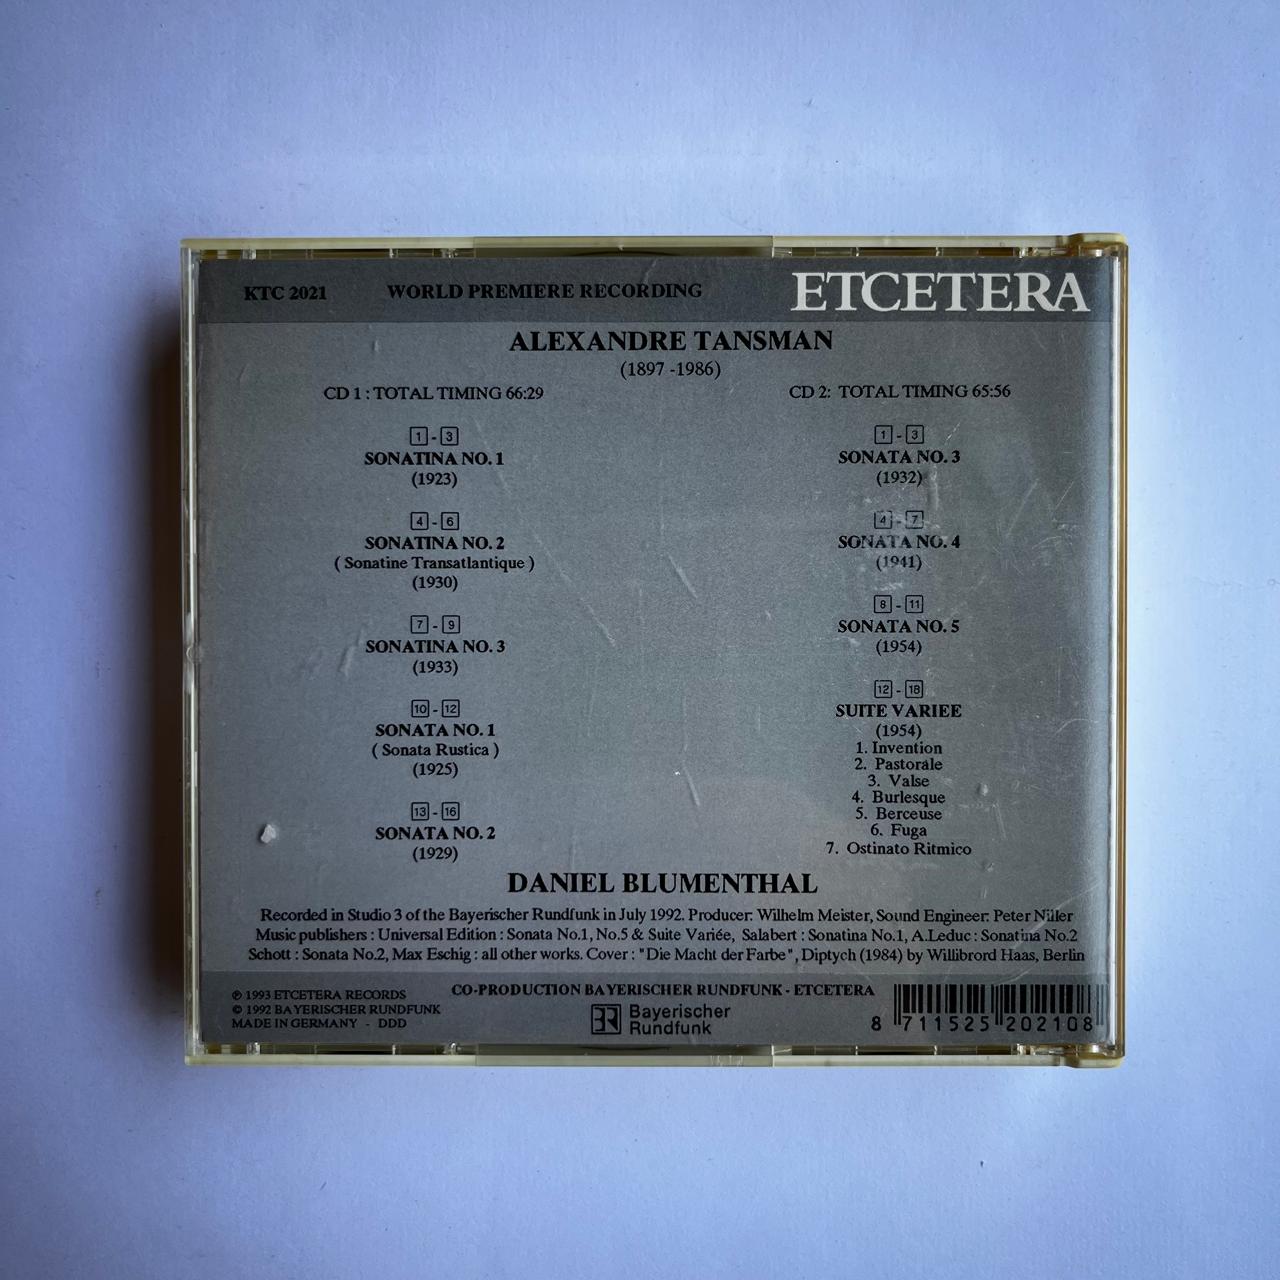 KTC 2021 WORLD PREMIERE RECORDING ETCETERA
ALEXANDRE TANSMAN
(1897 -1986)
CD 1 : TOTAL TIMING 66:29
1 - 3
SONATINA NO. 1
(1923)
4 - 6
SONATINA NO. 2
( Sonatine Transatlantique )
(1930)
7 - 9
SONATINA NO. 3
(1933)
10 - 12
SONATA NO. 1
( Sonata Rustica )
(1925)
13 - 16
SONATA NO. 2
(1929)
CD 2: TOTAL TIMING 65:56
1 - 3
SONATA NO. 3
(1932)
4 - 7
SONATA NO. 4
(1941)
8 - 11
SONATA NO. 5
(1954)
12 - 18
SUITE VARIEE
(1954)
1. Invention
2. Pastorale
3. Valse
4. Burlesque
5. Berceuse
6. Fuga
7. Ostinato Ritmico
DANIEL BLUMENTHAL
Recorded in Studio 3 of the Bayerischer Rundfunk in July 1992. Producer: Wilhelm Meister, Sound Engineer: Peter Niller
Music publishers : Universal Edition : Sonata No.1, No.5 & Suite Variée, Salabert : Sonatina No.1, A.Leduc : Sonatina No.2
Schott : Sonata No.2, Max Eschig : all other works. Cover : "Die Macht der Farbe", Diptych (1984) by Willibrord Haas, Berlin
℗ 1993 ETCETERA RECORDS
© 1992 BAYERISCHER RUNDFUNK
MADE IN GERMANY - DDD
CO-PRODUCTION BAYERISCHER RUNDFUNK - ETCETERA
BR Bayerischer
Rundfunk
8 711525 202108